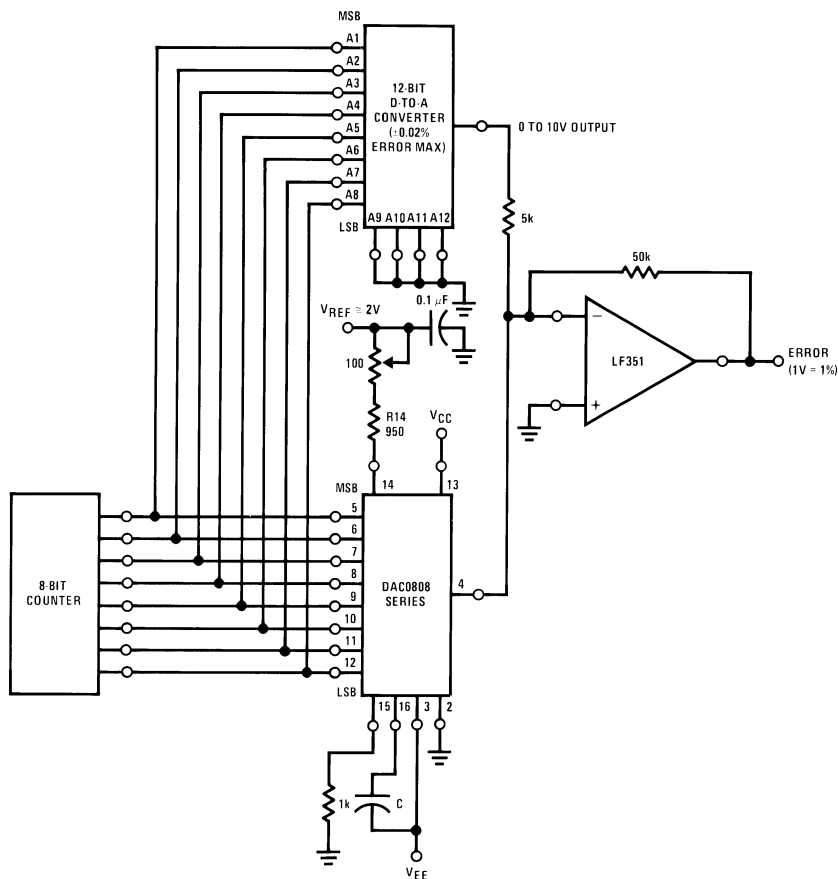 MSB
A1
A2
A3
A4
A5
A6
A7
A8
LSB
12-BIT
D-TO-A
CONVERTER
(±0.02%
ERROR MAX)
A9 A10 A11 A12
0 TO 10V OUTPUT
5k
50k
0.1 μF
VREF ≅ 2V
100
R14
950
VCC
−
+
LF351
ERROR
(1V = 1%)
MSB
14
13
5
6
7
8
9
10
11
12
LSB
8-BIT
COUNTER
DAC0808
SERIES
4
15
16
3
2
1k
C
VEE